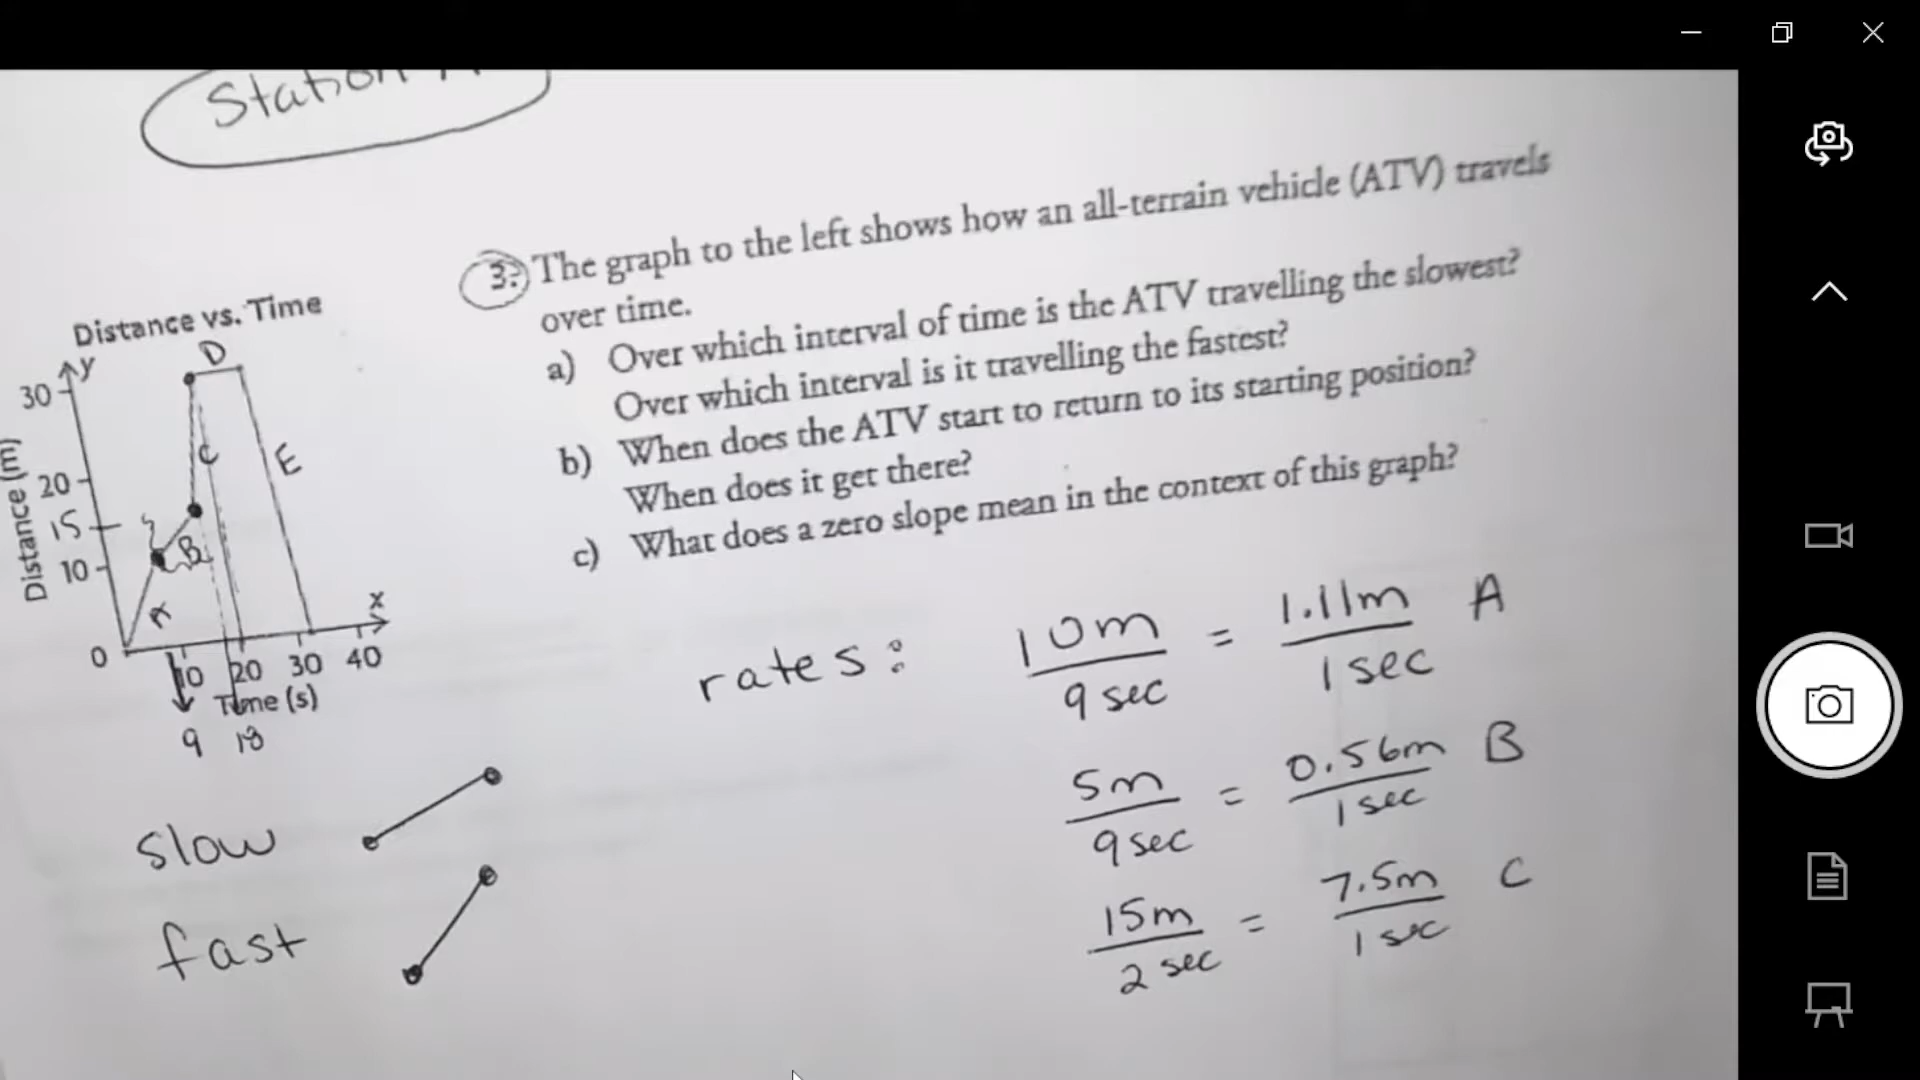 Station
3. The graph to the left shows how an all-terrain vehicle (ATV) travels
over time.
a) Over which interval of time is the ATV travelling the slowest?
Over which interval is it travelling the fastest?
b) When does the ATV start to return to its starting position?
When does it get there?
c) What does a zero slope mean in the context of this graph?
Distance vs. Time
y
D
30
C
E
20
15
B
10
A
x
0
10 20 30 40
Time (s)
Distance (m)
9 18
rates: 10m/9 sec = 1.11m/1 sec A
5m/9 sec = 0.56m/1 sec B
15m/2 sec = 7.5m/1 sec C
slow
fast